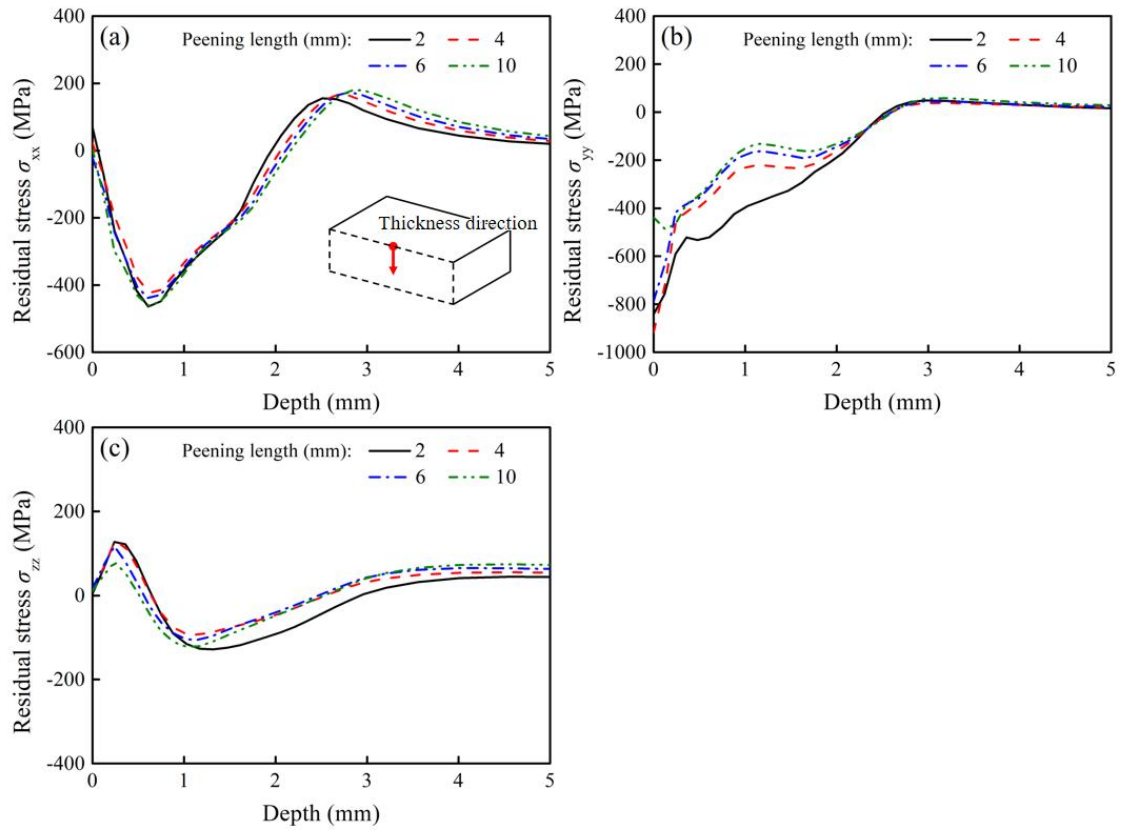 (a)
Peening length (mm): 2 4
6 10
400
200
0
-200
-400
-600
Residual stress σxx (MPa)
Thickness direction
0 1 2 3 4 5
Depth (mm)
(b)
Peening length (mm): 2 4
6 10
400
200
0
-200
-400
-600
-800
-1000
Residual stress σyy (MPa)
0 1 2 3 4 5
Depth (mm)
(c)
Peening length (mm): 2 4
6 10
400
200
0
-200
-400
Residual stress σzz (MPa)
0 1 2 3 4 5
Depth (mm)